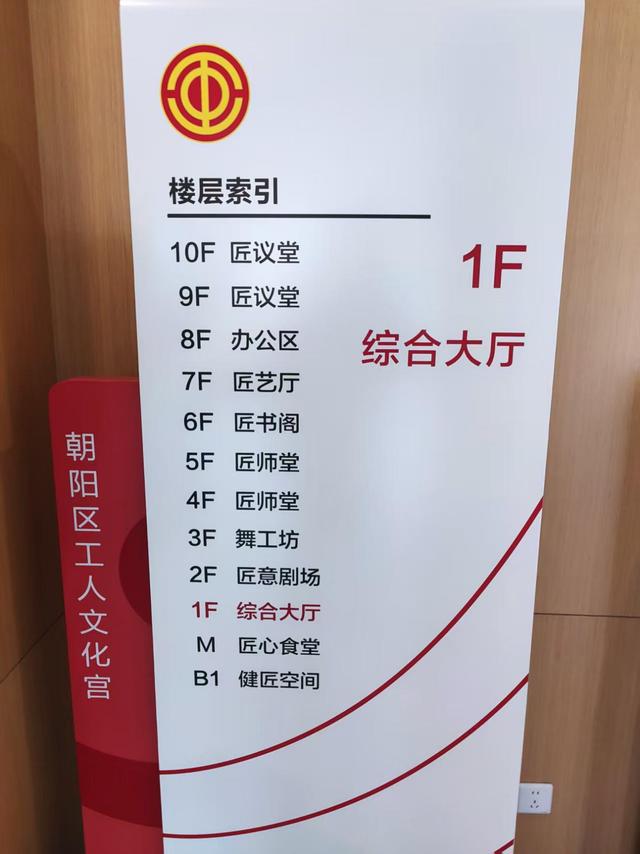 楼层索引
10F 匠议堂
9F 匠议堂
8F 办公区
7F 匠艺厅
6F 匠书阁
5F 匠师堂
4F 匠师堂
3F 舞工坊
2F 匠意剧场
1F 综合大厅
M 匠心食堂
B1 健匠空间
1F
综合大厅
朝阳区工人文化宫